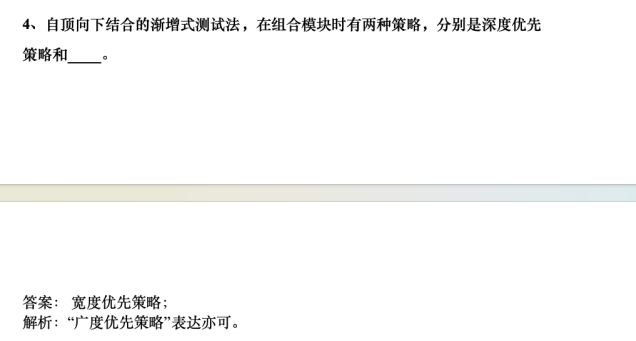 4、自顶向下结合的渐增式测试法，在组合模块时有两种策略，分别是深度优先
策略和____。
答案： 宽度优先策略；
解析：“广度优先策略”表达亦可。